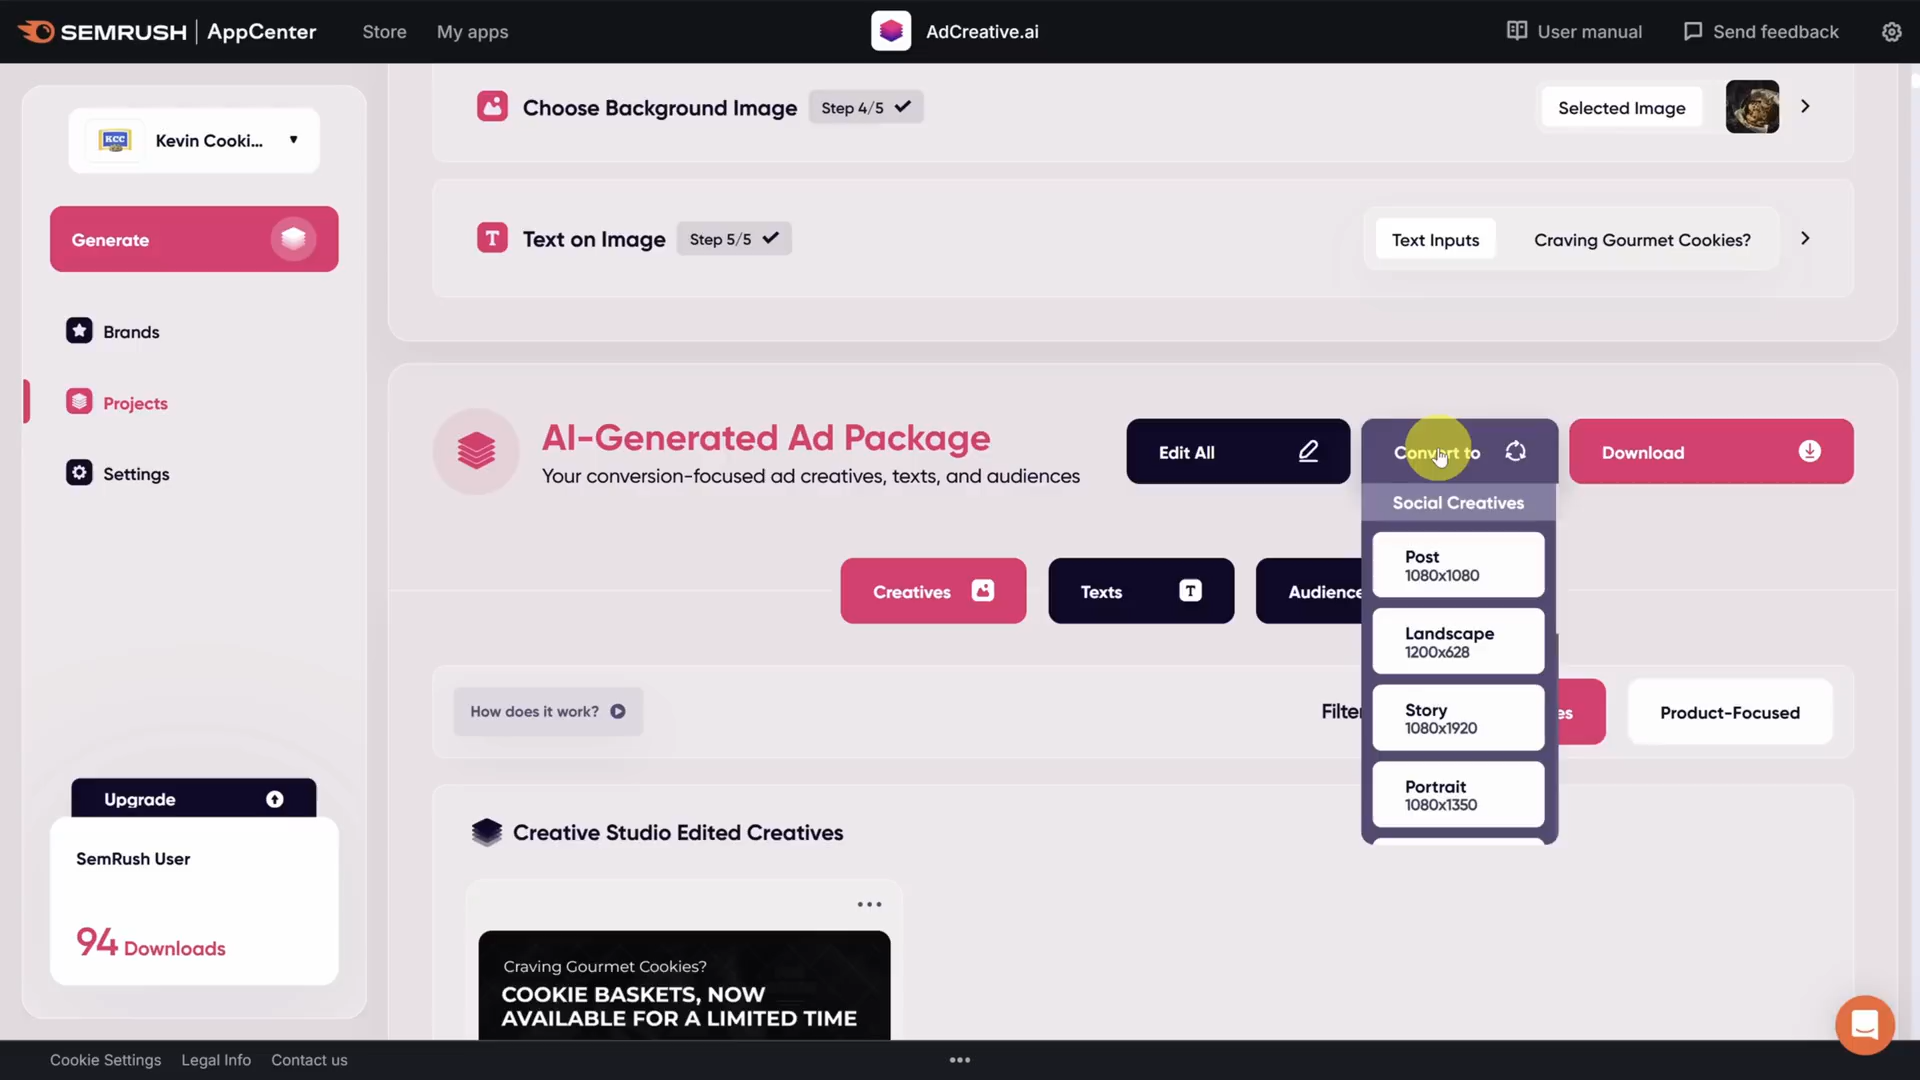 SEMRUSH
AppCenter
Store
My apps
AdCreative.ai
User manual
Send feedback
KCC
Kevin Cooki...
Generate
Brands
Projects
Settings
Upgrade
SemRush User
94 Downloads
Choose Background Image
Step 4/5
Selected Image
Text on Image
Step 5/5
Text Inputs
Craving Gourmet Cookies?
AI-Generated Ad Package
Your conversion-focused ad creatives, texts, and audiences
Edit All
Convert to
Download
Social Creatives
Post
1080x1080
Landscape
1200x628
Story
1080x1920
Portrait
1080x1350
Creatives
Texts
T
Audience
How does it work?
Filter
es
Product-Focused
Creative Studio Edited Creatives
Craving Gourmet Cookies?
COOKIE BASKETS, NOW
AVAILABLE FOR A LIMITED TIME
Cookie Settings
Legal Info
Contact us